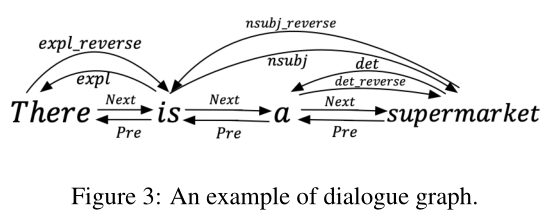 nsubj_reverse
expl_reverse
nsubj
det
expl
det_reverse
There Next is Next a Next supermarket
Pre Pre Pre
Figure 3: An example of dialogue graph.